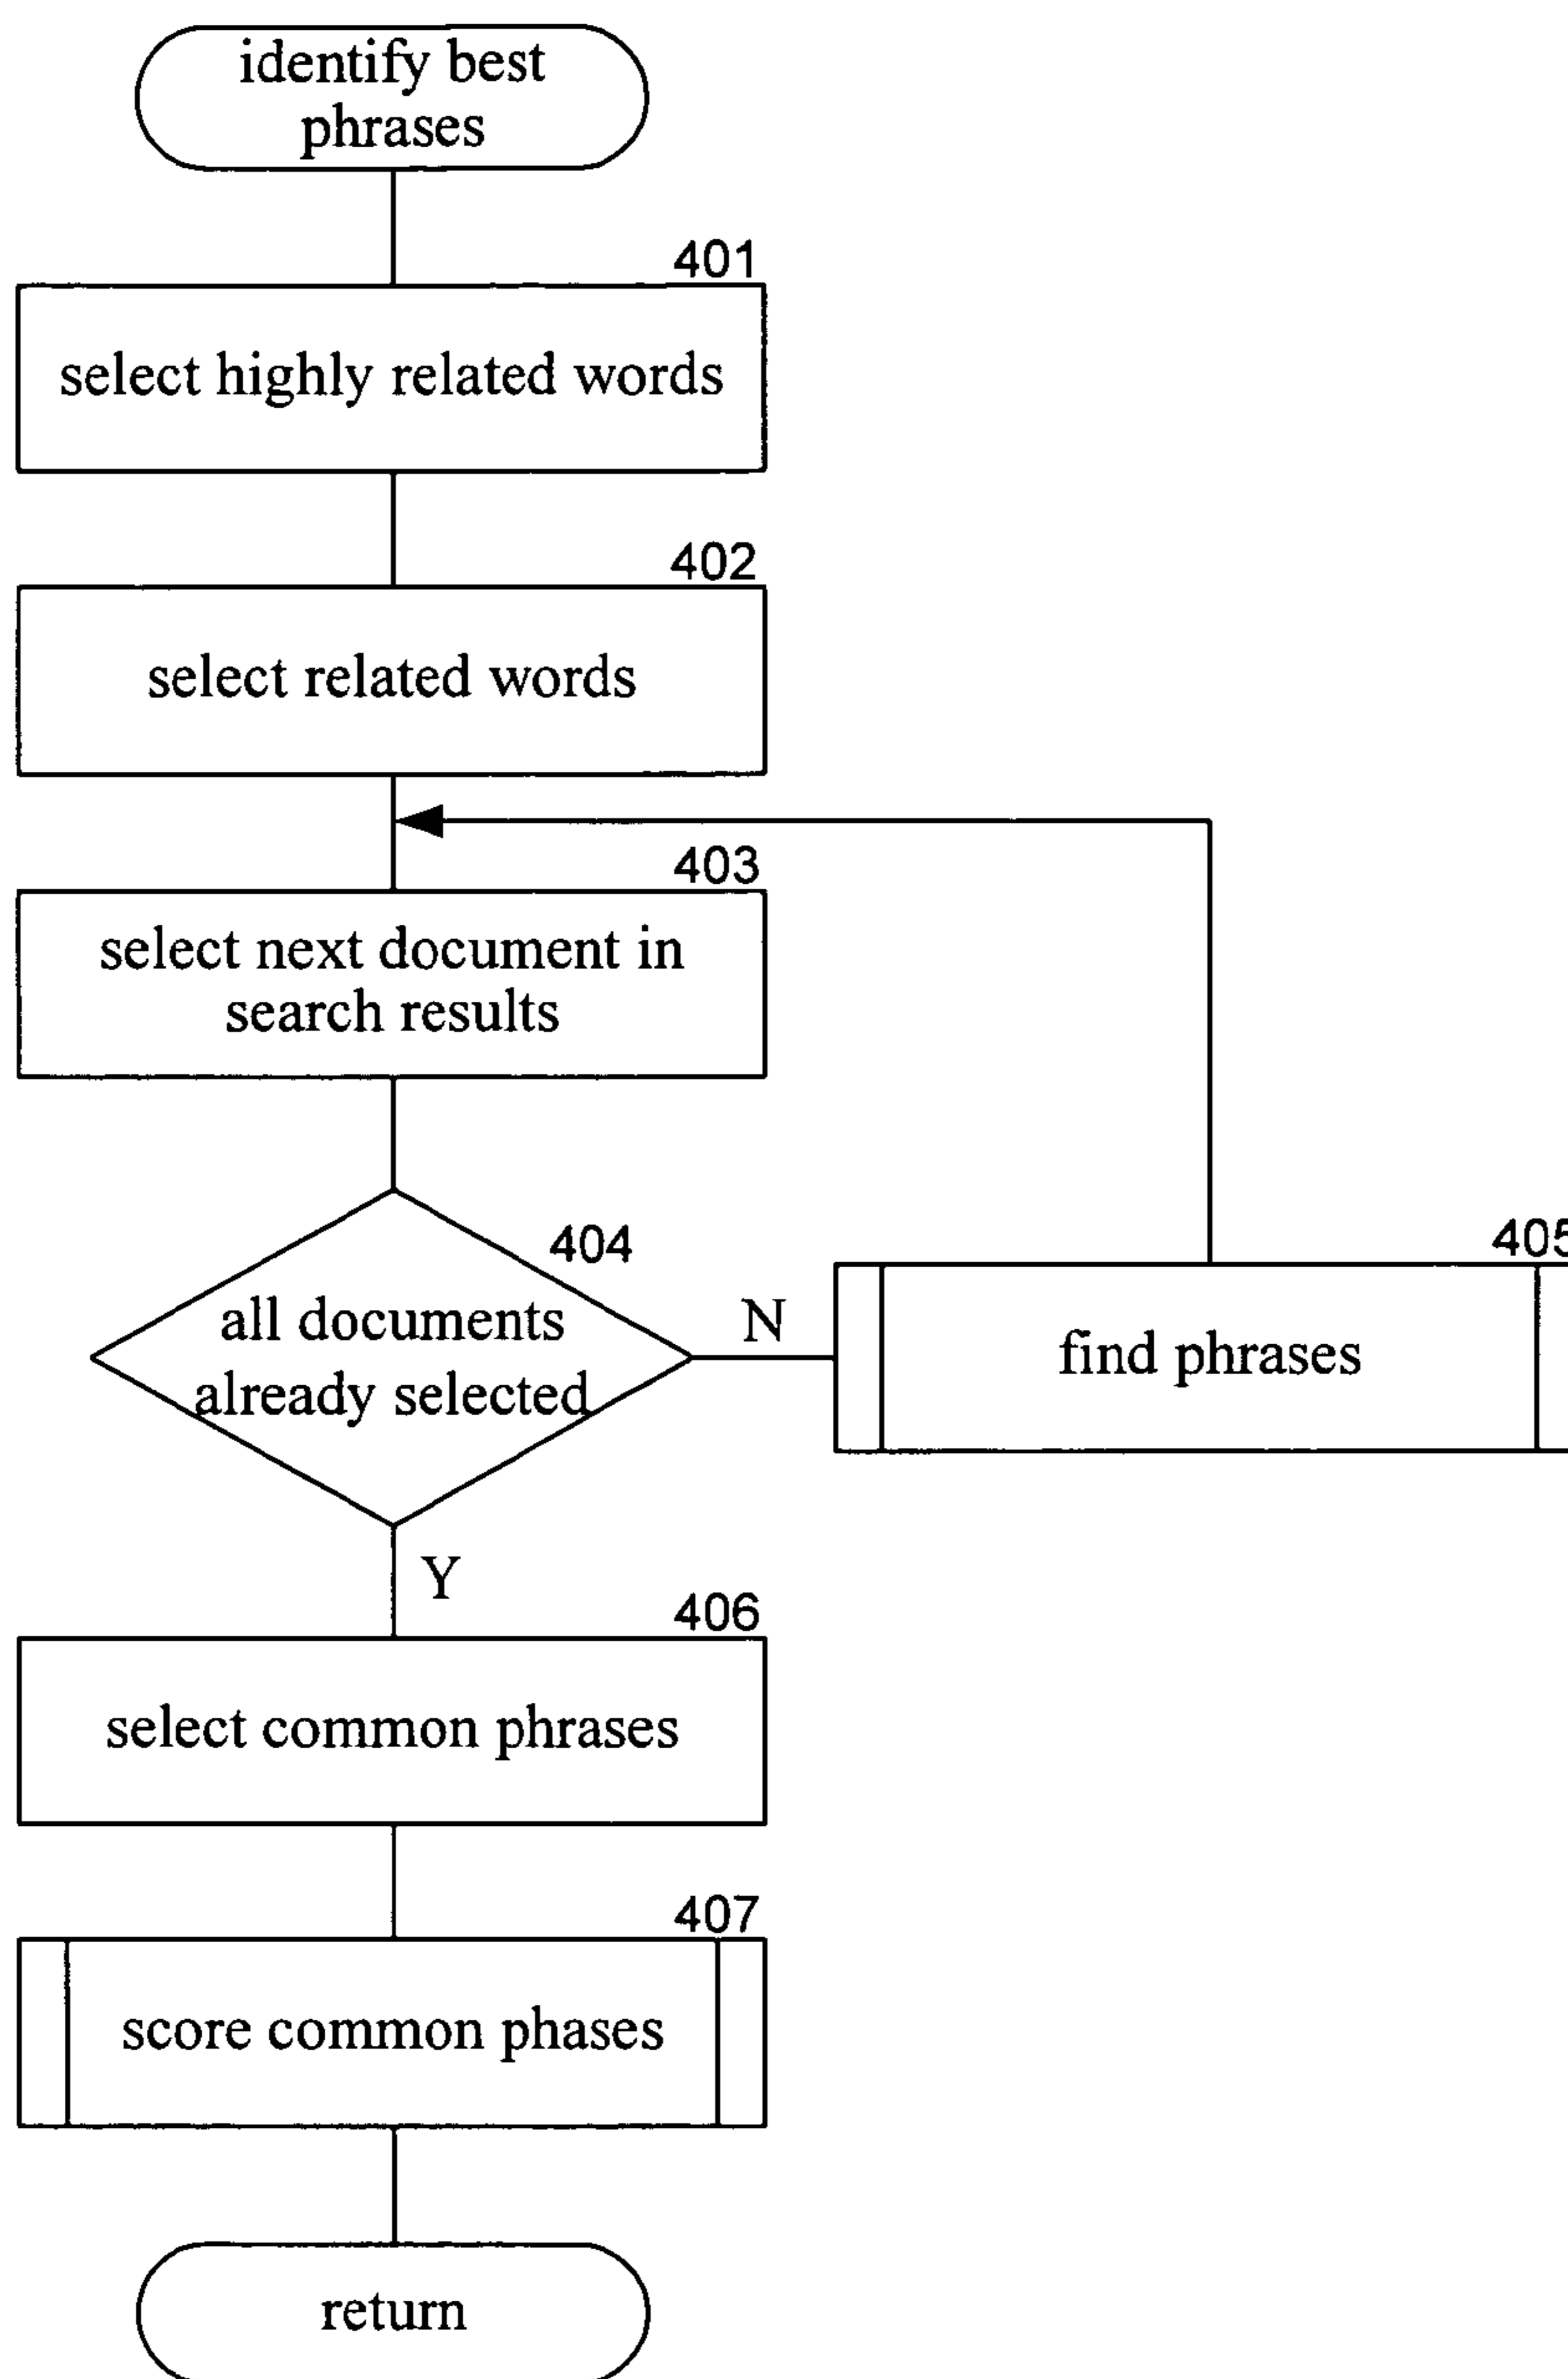 identify best
phrases
401
select highly related words
402
select related words
403
select next document in
search results
404
all documents
already selected
N
405
find phrases
Y
406
select common phrases
407
score common phases
return